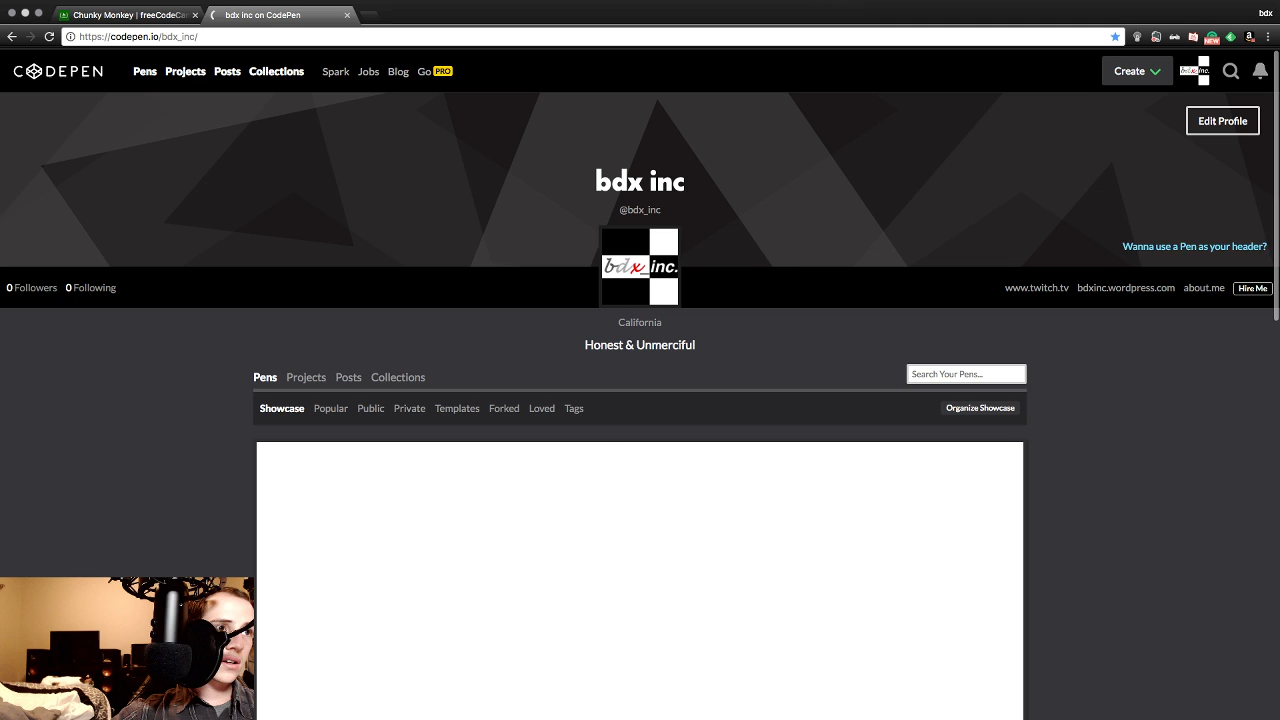 Chunky Monkey | freeCodeCa
bdx inc on CodePen
bdx
https://codepen.io/bdx_inc/
NEW
CODEPEN
Pens Projects Posts Collections Spark Jobs Blog Go PRO
Create
bdx_inc.
Edit Profile
bdx inc
@bdx_inc
bdx_inc.
Wanna use a Pen as your header?
0 Followers 0 Following
www.twitch.tv bdxinc.wordpress.com about.me Hire Me
California
Honest & Unmerciful
Pens Projects Posts Collections
Search Your Pens...
Showcase Popular Public Private Templates Forked Loved Tags
Organize Showcase